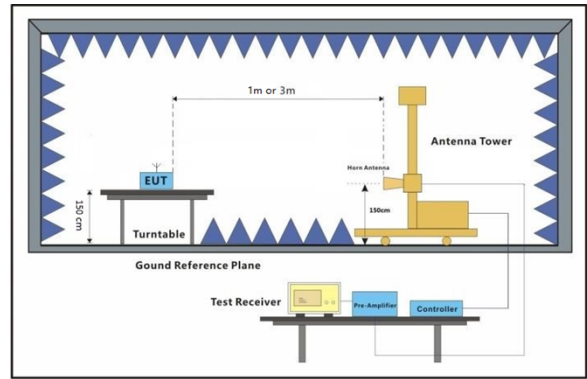 1m or 3m
Antenna Tower
Horn Antenna
EUT
150 cm
150cm
Turntable
Gound Reference Plane
Test Receiver
Pre-Amplifier
Controller